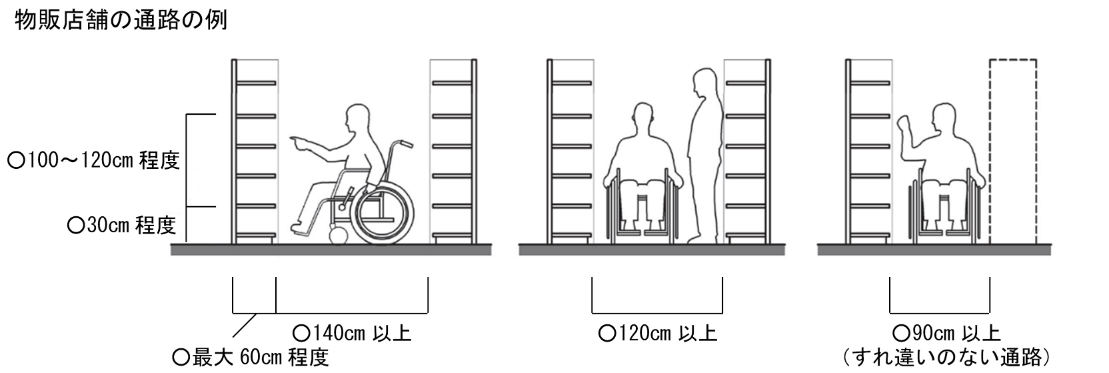 物販店舗の通路の例
○100～120cm 程度
○30cm 程度
○140cm 以上
○最大 60cm 程度
○120cm 以上
○90cm 以上
（すれ違いのない通路）